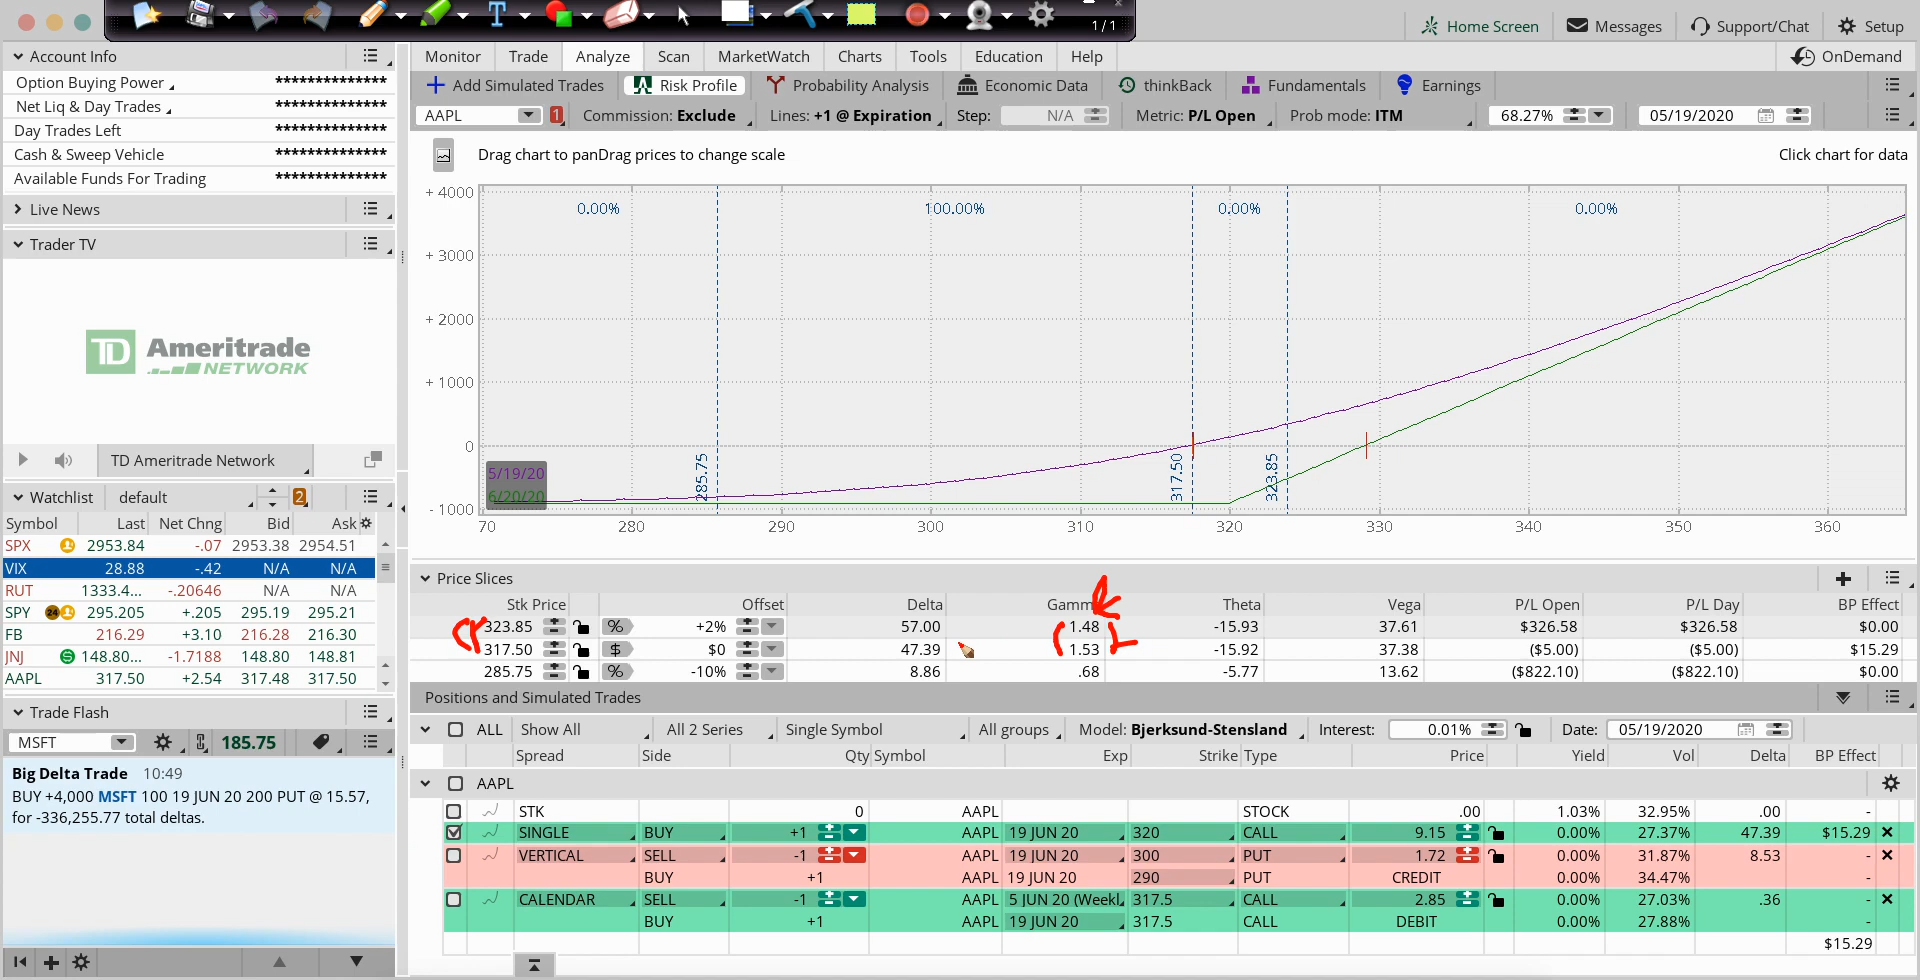 1 / 1
Home Screen Messages Support/Chat Setup
Account Info
Option Buying Power **************
Net Liq & Day Trades **************
Day Trades Left **************
Cash & Sweep Vehicle **************
Available Funds For Trading **************
Live News
Trader TV
TD Ameritrade
NETWORK
TD Ameritrade Network
Watchlist default 2
Symbol Last Net Chng Bid Ask
SPX 2953.84 -.07 2953.38 2954.51
VIX 28.88 -.42 N/A N/A
RUT 1333.4... -.20646 N/A N/A
SPY 24 295.205 +.205 295.19 295.21
FB 216.29 +3.10 216.28 216.30
JNJ 148.80... -1.7188 148.80 148.81
AAPL 317.50 +2.54 317.48 317.50
Trade Flash
MSFT 185.75
Big Delta Trade 10:49
BUY +4,000 MSFT 100 19 JUN 20 200 PUT @ 15.57,
for -336,255.77 total deltas.
Monitor Trade Analyze Scan MarketWatch Charts Tools Education Help OnDemand
Add Simulated Trades Risk Profile Probability Analysis Economic Data thinkBack Fundamentals Earnings
AAPL 1 Commission: Exclude Lines: +1 @ Expiration Step: N/A Metric: P/L Open Prob mode: ITM 68.27% 05/19/2020
Drag chart to panDrag prices to change scale Click chart for data
+ 4000
+ 3000
+ 2000
+ 1000
0
- 1000
0.00% 100.00% 0.00% 0.00%
285.75 317.50 323.85
5/19/20
6/20/20
70 280 290 300 310 320 330 340 350 360
Price Slices
Stk Price Offset Delta Gamm Theta Vega P/L Open P/L Day BP Effect
323.85 % +2% 57.00 1.48 -15.93 37.61 $326.58 $326.58 $0.00
317.50 $ $0 47.39 1.53 -15.92 37.38 ($5.00) ($5.00) $15.29
285.75 % -10% 8.86 .68 -5.77 13.62 ($822.10) ($822.10) $0.00
Positions and Simulated Trades
ALL Show All All 2 Series Single Symbol All groups Model: Bjerksund-Stensland Interest: 0.01% Date: 05/19/2020
Spread Side Qty Symbol Exp Strike Type Price Yield Vol Delta BP Effect
AAPL
STK 0 AAPL STOCK .00 1.03% 32.95% .00 -
SINGLE BUY +1 AAPL 19 JUN 20 320 CALL 9.15 0.00% 27.37% 47.39 $15.29
VERTICAL SELL -1 AAPL 19 JUN 20 300 PUT 1.72 0.00% 31.87% 8.53 -
BUY +1 AAPL 19 JUN 20 290 PUT CREDIT 0.00% 34.47% -
CALENDAR SELL -1 AAPL 5 JUN 20 (Weekl 317.5 CALL 2.85 0.00% 27.03% .36 -
BUY +1 AAPL 19 JUN 20 317.5 CALL DEBIT 0.00% 27.88% -
$15.29